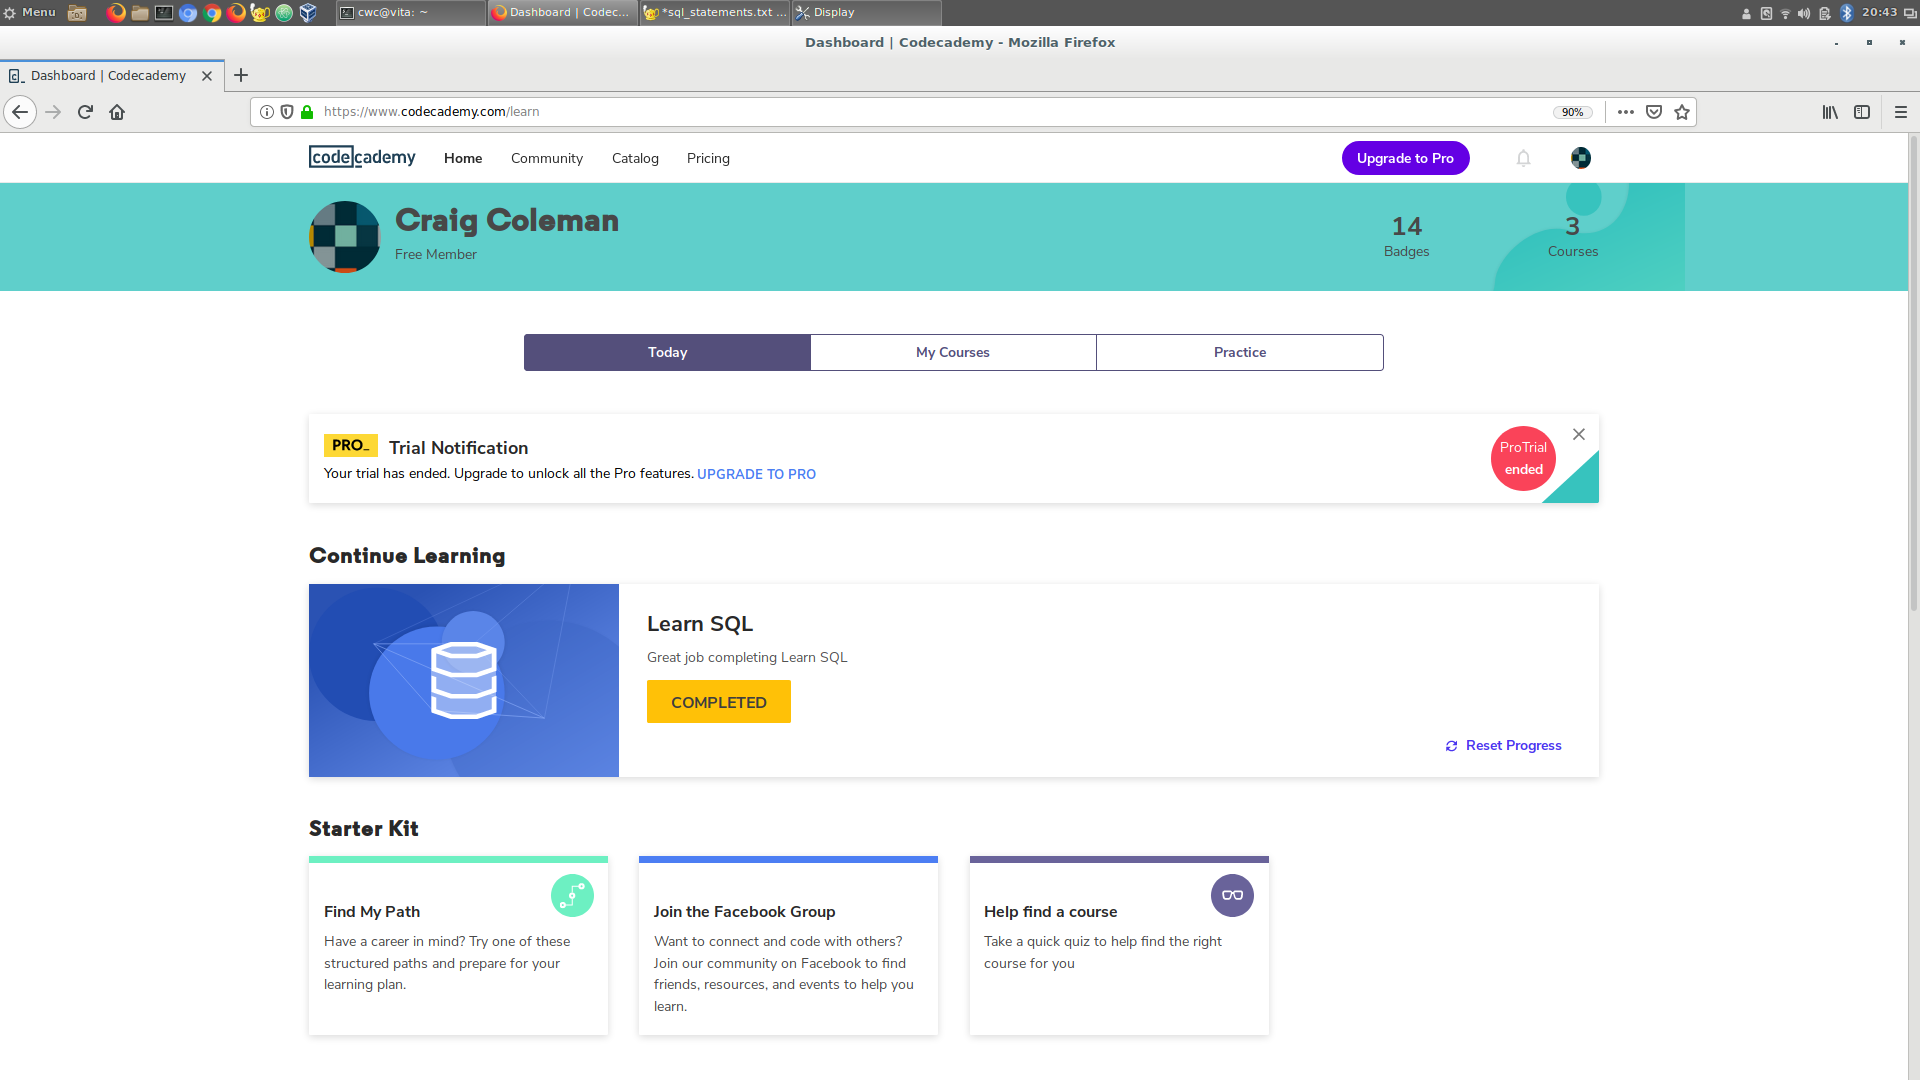 Menu
cwc@vita: ~
Dashboard | Codec...
*sql_statements.txt ...
Display
20:43
Dashboard | Codecademy - Mozilla Firefox
Dashboard | Codecademy
https://www.codecademy.com/learn
90%
codecademy
Home
Community
Catalog
Pricing
Upgrade to Pro
Craig Coleman
Free Member
14
Badges
3
Courses
Today
My Courses
Practice
PRO_
Trial Notification
Your trial has ended. Upgrade to unlock all the Pro features. UPGRADE TO PRO
ProTrial
ended
Continue Learning
Learn SQL
Great job completing Learn SQL
COMPLETED
Reset Progress
Starter Kit
Find My Path
Have a career in mind? Try one of these
structured paths and prepare for your
learning plan.
Join the Facebook Group
Want to connect and code with others?
Join our community on Facebook to find
friends, resources, and events to help you
learn.
Help find a course
Take a quick quiz to help find the right
course for you